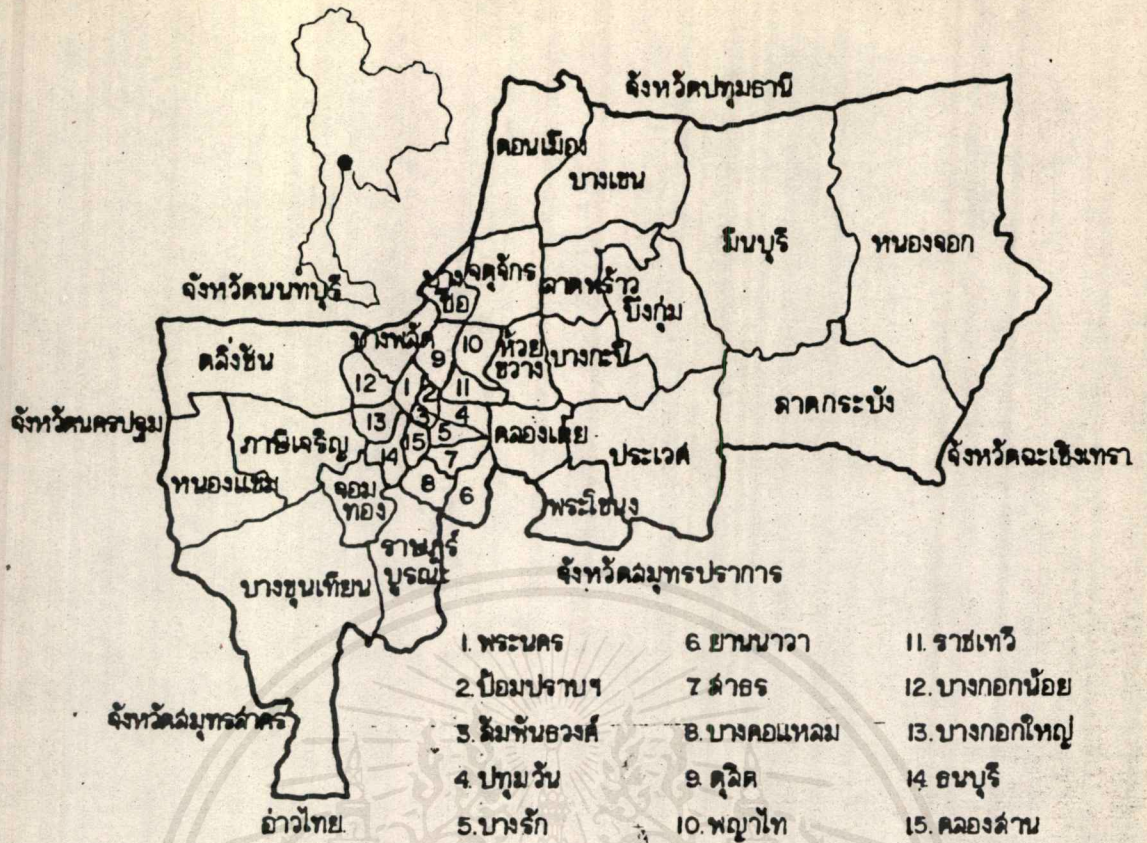 จังหวัดปทุมธานี
ดอนเมือง
บางเขน
มีนบุรี
หนองจอก
จังหวัดนนท์บุรี
บาง
ซือ
จตุจักร
ลาดพร้าว
บึงกุ่ม
บางพลัด
9
10
ห้วย
ขวาง
บางกะปิ
ตลิ่งชัน
12
1
2
11
ลาดกระบัง
จังหวัดนครปฐม
13
3
4
5
คลองเตย
ประเวศ
จังหวัดฉะเชิงเทรา
ภาษีเจริญ
15
14
7
หนองแขม
จอม
ทอง
8
6
พระโขนง
ราษฎร์
บูรณะ
จังหวัดสมุทรปราการ
บางขุนเทียน
จังหวัดสมุทรสาคร
อ่าวไทย.
1. พระนคร
2. ป้อมปราบฯ
3. สัมพันธวงศ์
4. ปทุมวัน
5. บางรัก
6. ยานนาวา
7 สาธร
8. บางคอแหลม
9. ดุสิต
10. พญาไท
11. ราชเทวี
12. บางกอกน้อย
13. บางกอกใหญ่
14 ธนบุรี
15. คลองสาน